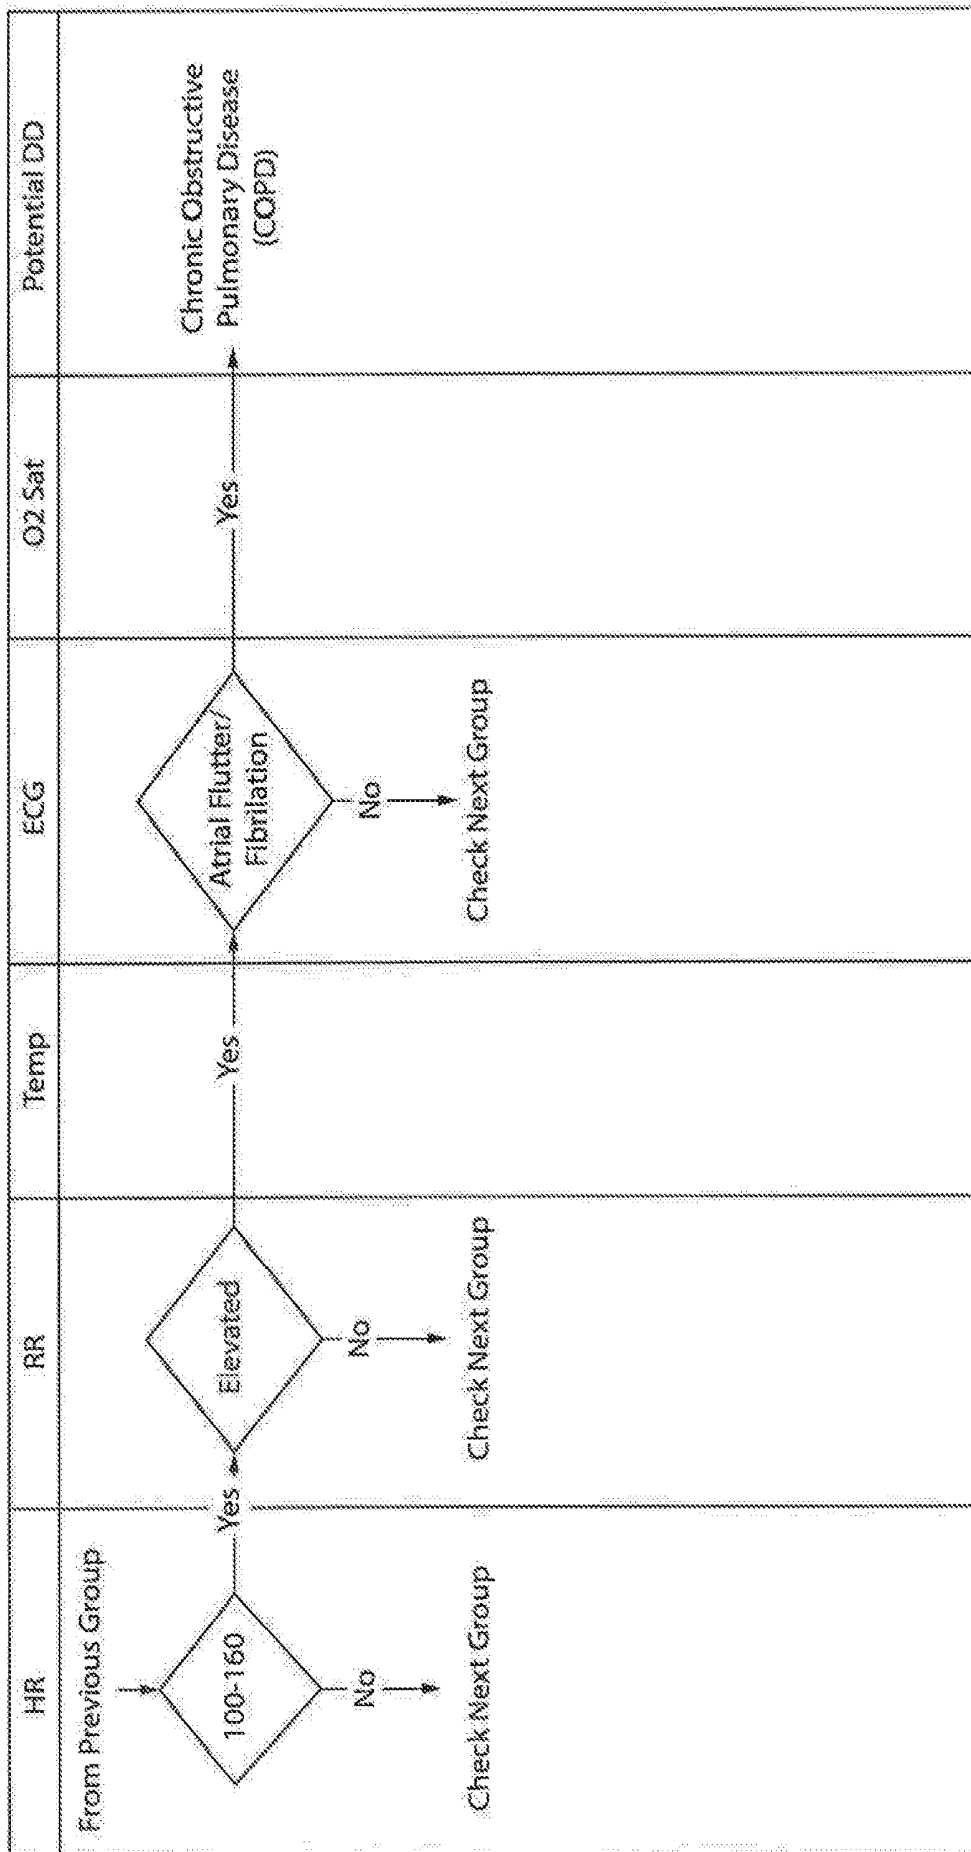 HR
RR
Temp
ECG
O2 Sat
Potential DD
From Previous Group
100-160
Yes
Elevated
Yes
Atrial Flutter/
Fibrilation
Yes
Chronic Obstructive
Pulmonary Disease
(COPD)
No
No
No
Check Next Group
Check Next Group
Check Next Group